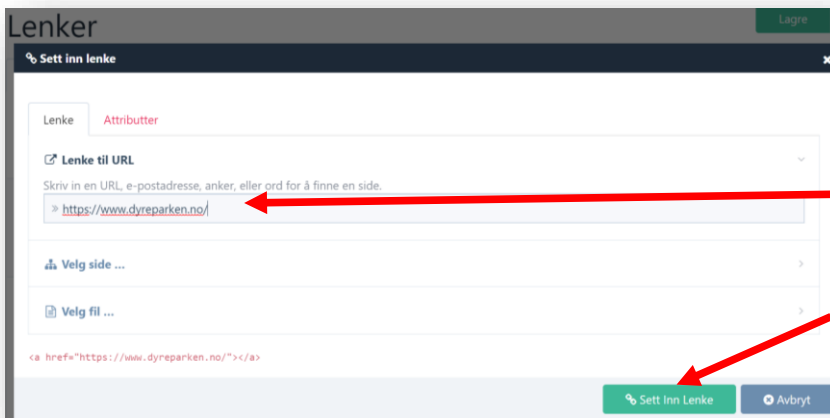 Lenker
Lagre
Sett inn lenke
Lenke
Attributter
Lenke til URL
Skriv in en URL, e-postadresse, anker, eller ord for å finne en side.
» https://www.dyreparken.no/
Velg side ...
Velg fil ...
<a href="https://www.dyreparken.no/"></a>
Sett Inn Lenke
Avbryt